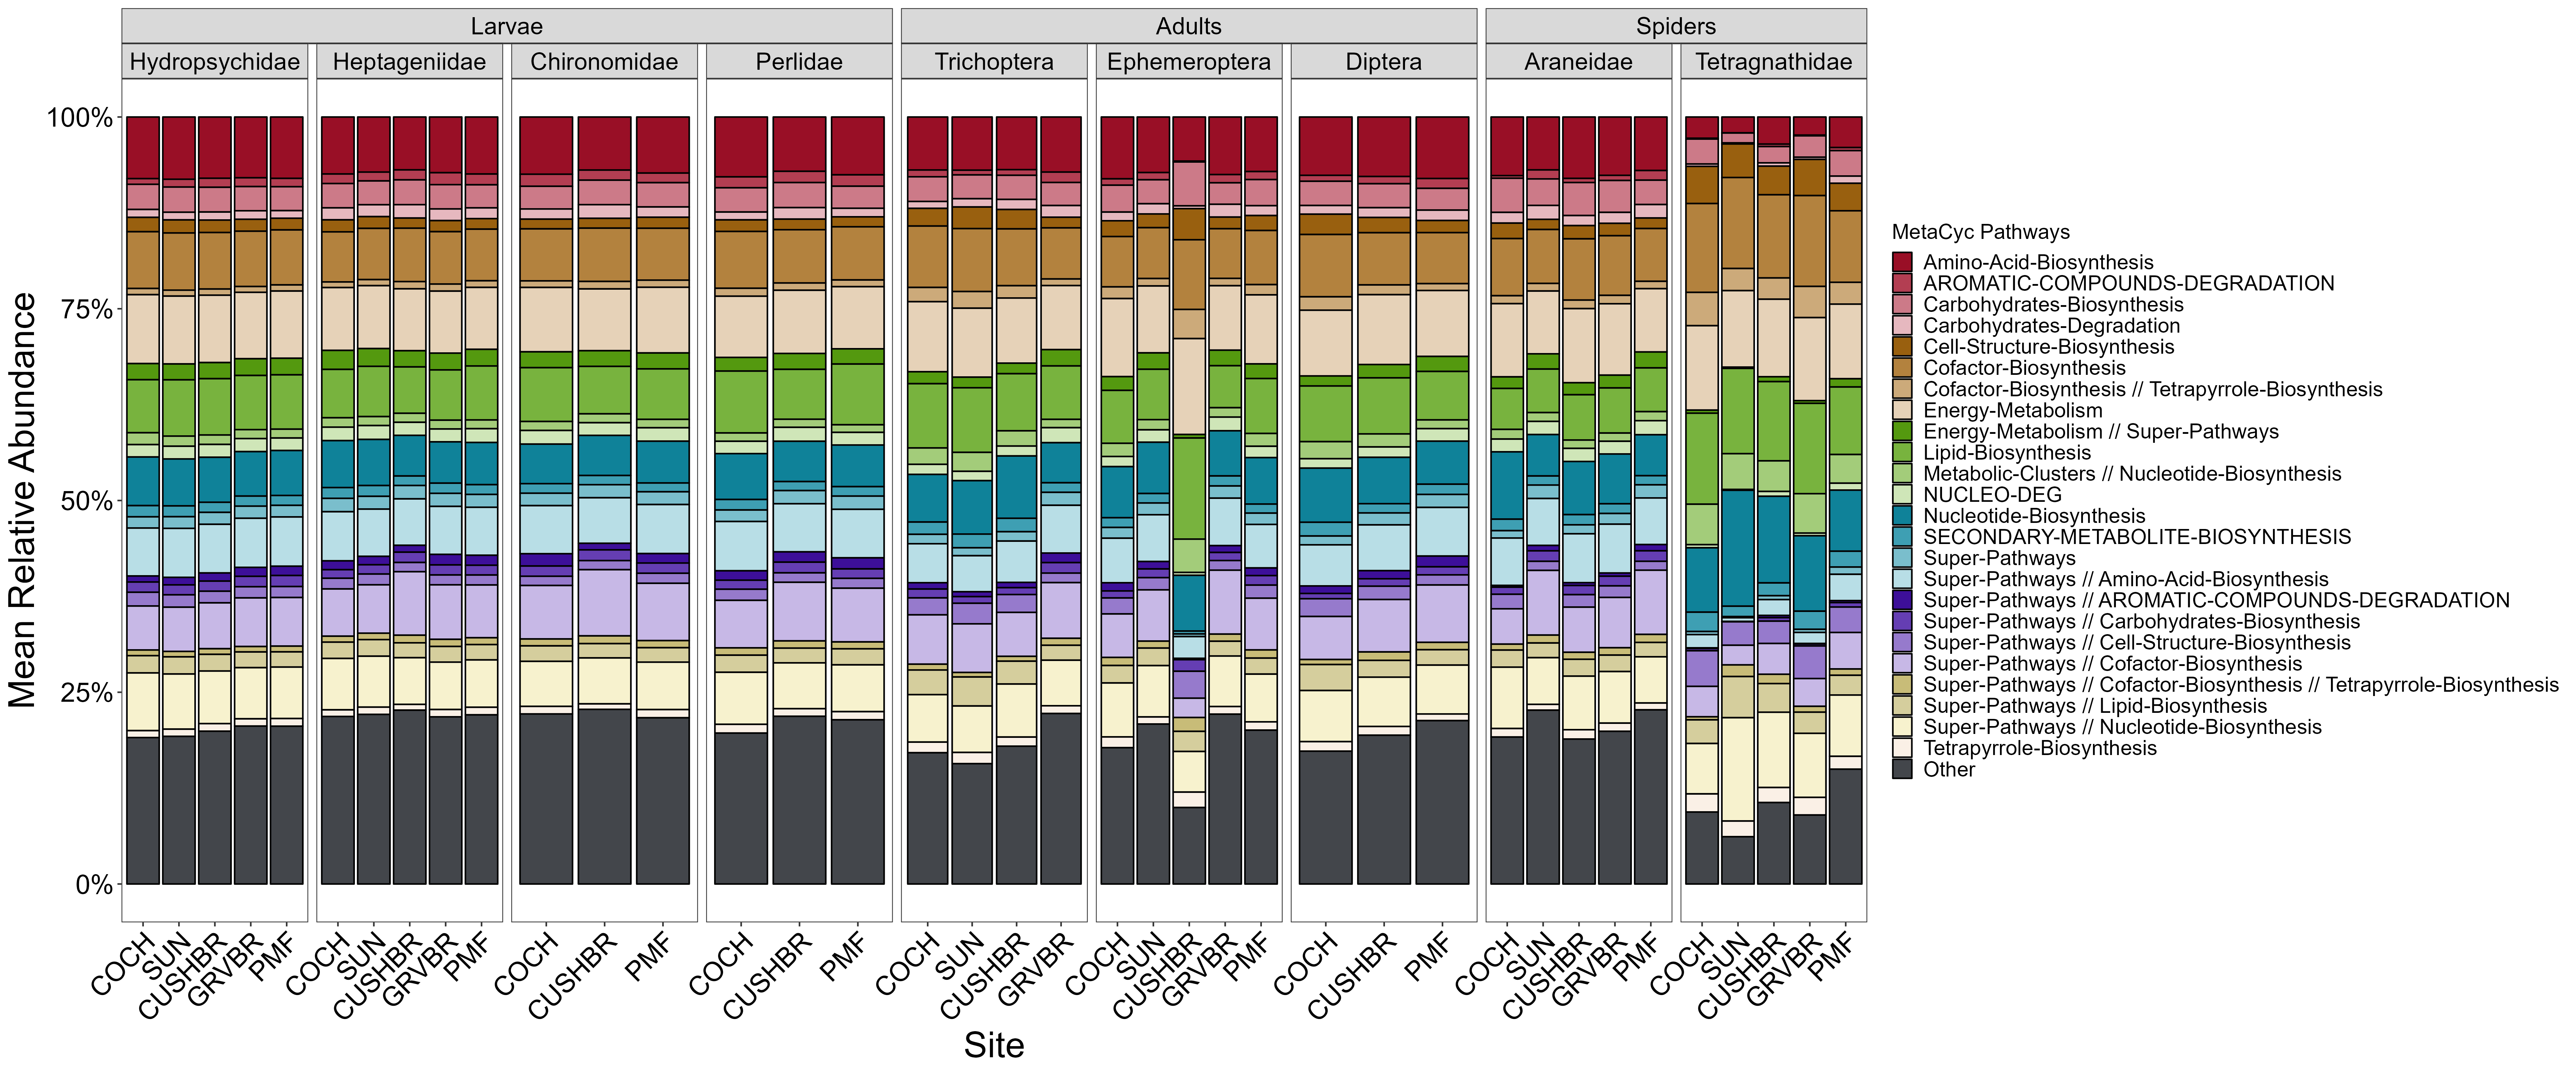 Larvae Adults Spiders
Hydropsychidae Heptageniidae Chironomidae Perlidae Trichoptera Ephemeroptera Diptera Araneidae Tetragnathidae
Mean Relative Abundance
100%
75%
50%
25%
0%
COCH SUN CUSHBR GRVBR PMF COCH SUN CUSHBR GRVBR PMF COCH CUSHBR PMF COCH CUSHBR PMF COCH SUN CUSHBR GRVBR COCH SUN CUSHBR GRVBR PMF COCH CUSHBR PMF COCH SUN CUSHBR GRVBR PMF COCH SUN CUSHBR GRVBR PMF
Site
MetaCyc Pathways
Amino-Acid-Biosynthesis
AROMATIC-COMPOUNDS-DEGRADATION
Carbohydrates-Biosynthesis
Carbohydrates-Degradation
Cell-Structure-Biosynthesis
Cofactor-Biosynthesis
Cofactor-Biosynthesis // Tetrapyrrole-Biosynthesis
Energy-Metabolism
Energy-Metabolism // Super-Pathways
Lipid-Biosynthesis
Metabolic-Clusters // Nucleotide-Biosynthesis
NUCLEO-DEG
Nucleotide-Biosynthesis
SECONDARY-METABOLITE-BIOSYNTHESIS
Super-Pathways
Super-Pathways // Amino-Acid-Biosynthesis
Super-Pathways // AROMATIC-COMPOUNDS-DEGRADATION
Super-Pathways // Carbohydrates-Biosynthesis
Super-Pathways // Cell-Structure-Biosynthesis
Super-Pathways // Cofactor-Biosynthesis
Super-Pathways // Cofactor-Biosynthesis // Tetrapyrrole-Biosynthesis
Super-Pathways // Lipid-Biosynthesis
Super-Pathways // Nucleotide-Biosynthesis
Tetrapyrrole-Biosynthesis
Other